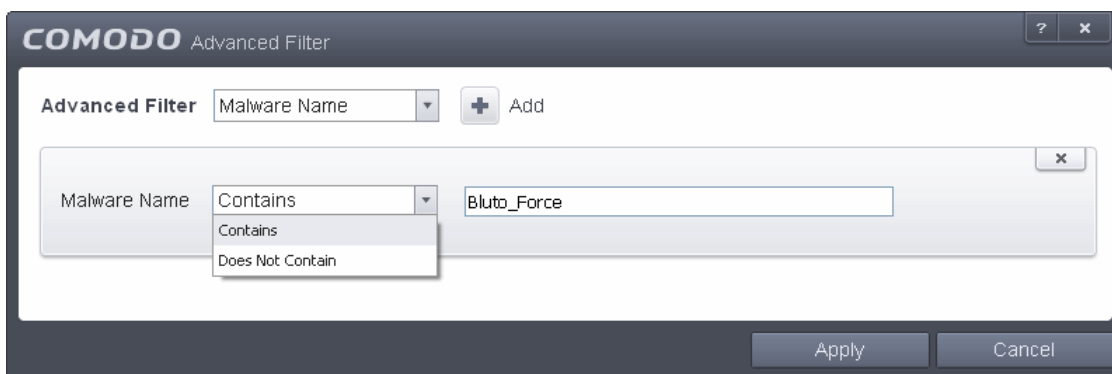 COMODO Advanced Filter ? x
Advanced Filter Malware Name + Add
x
Malware Name Contains Bluto_Force
Contains
Does Not Contain
Apply Cancel